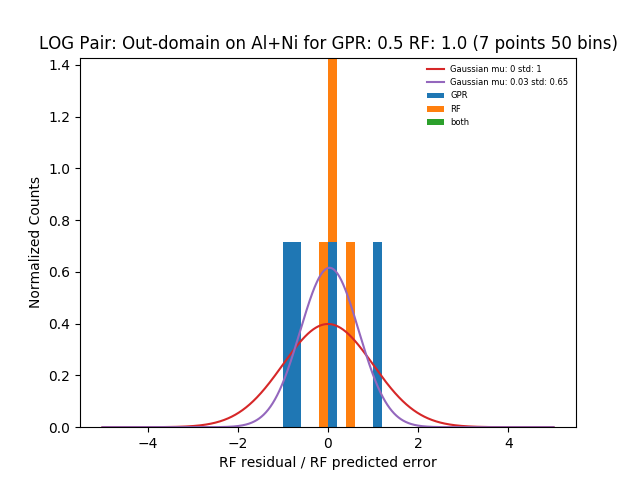 LOG Pair: Out-domain on Al+Ni for GPR: 0.5 RF: 1.0 (7 points 50 bins)
Gaussian mu: 0 std: 1
Gaussian mu: 0.03 std: 0.65
GPR
RF
both
Normalized Counts
1.4
1.2
1.0
0.8
0.6
0.4
0.2
0.0
−4
−2
0
2
4
RF residual / RF predicted error